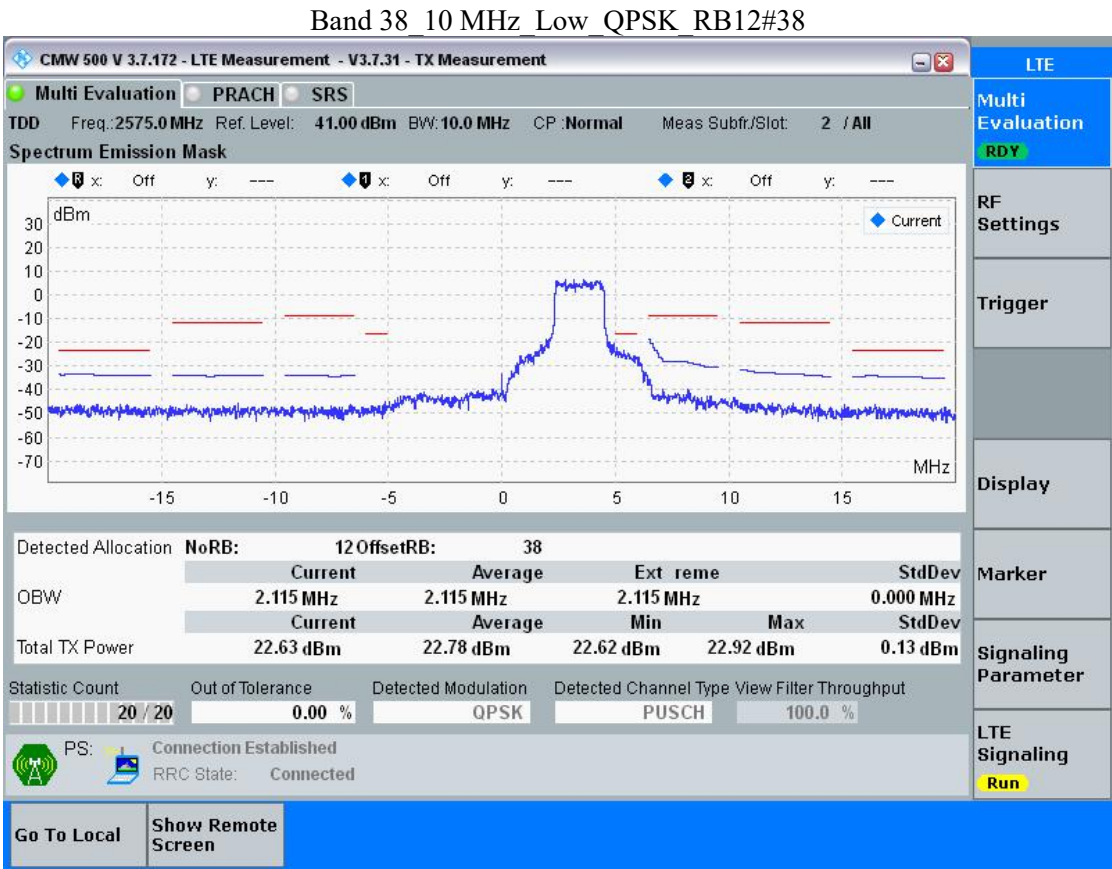 Band 38_10 MHz_Low_QPSK_RB12#38
CMW 500 V 3.7.172 - LTE Measurement - V3.7.31 - TX Measurement
LTE
Multi Evaluation PRACH SRS
TDD Freq.: 2575.0 MHz Ref. Level: 41.00 dBm BW: 10.0 MHz CP : Normal Meas Subfr./Slot: 2 / All
Spectrum Emission Mask
R x: Off y: --- 1 x: Off y: --- 2 x: Off y: ---
dBm
Current
30
20
10
0
-10
-20
-30
-40
-50
-60
-70
MHz
-15 -10 -5 0 5 10 15
Detected Allocation NoRB: 12 OffsetRB: 38
Current Average Ext reme StdDev
OBW 2.115 MHz 2.115 MHz 2.115 MHz 0.000 MHz
Current Average Min Max StdDev
Total TX Power 22.63 dBm 22.78 dBm 22.62 dBm 22.92 dBm 0.13 dBm
Statistic Count Out of Tolerance Detected Modulation Detected Channel Type View Filter Throughput
20 / 20 0.00 % QPSK PUSCH 100.0 %
PS: Connection Established
RRC State: Connected
Multi
Evaluation
RDY
RF
Settings
Trigger
Display
Marker
Signaling
Parameter
LTE
Signaling
Run
Go To Local
Show Remote
Screen